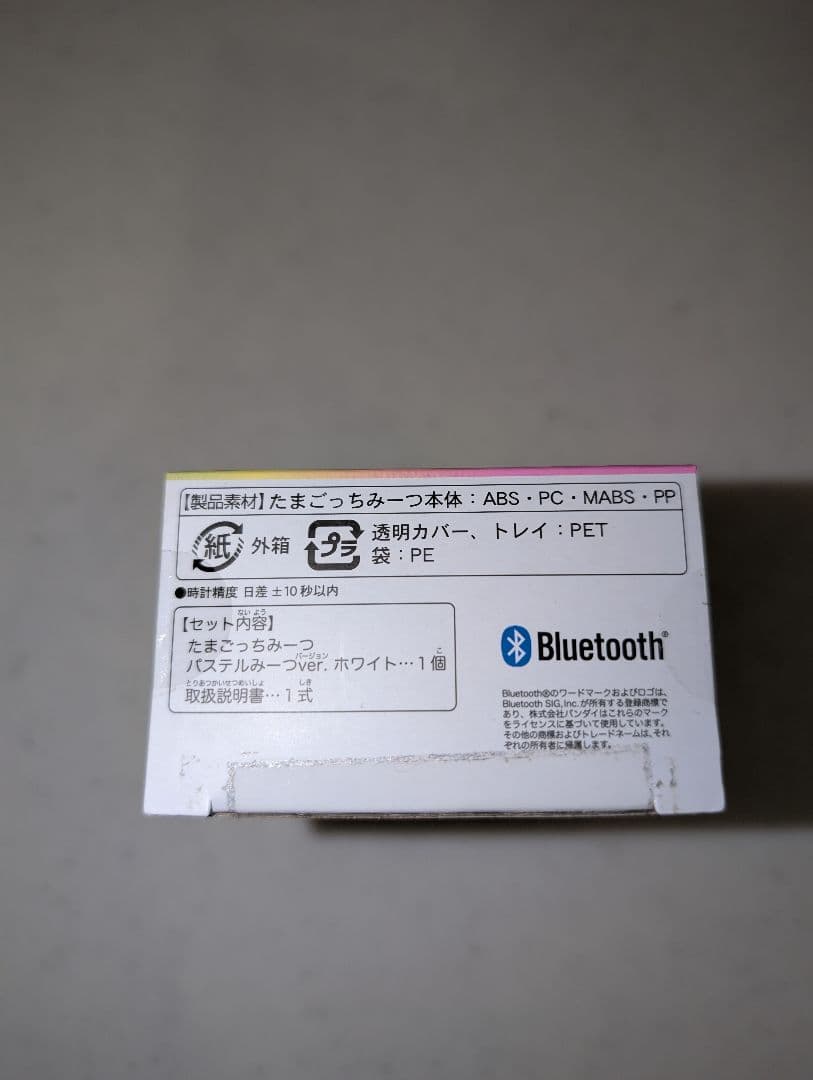 【製品素材】たまごっちみーつ本体：ABS・PC・MABS・PP
紙 外箱 プラ 透明カバー、トレイ：PET
袋：PE
●時計精度 日差 ±10 秒以内
ないよう
【セット内容】
たまごっちみーつ
バージョン こ
パステルみーつver. ホワイト…1個
とりあつかいせつめいしょ しき
取扱説明書…1式
Bluetooth®
Bluetooth®のワードマークおよびロゴは、
Bluetooth SIG, Inc.が所有する登録商標で
あり、株式会社バンダイはこれらのマーク
をライセンスに基づいて使用しています。
その他の商標およびトレードネームは、それ
ぞれの所有者に帰属します。